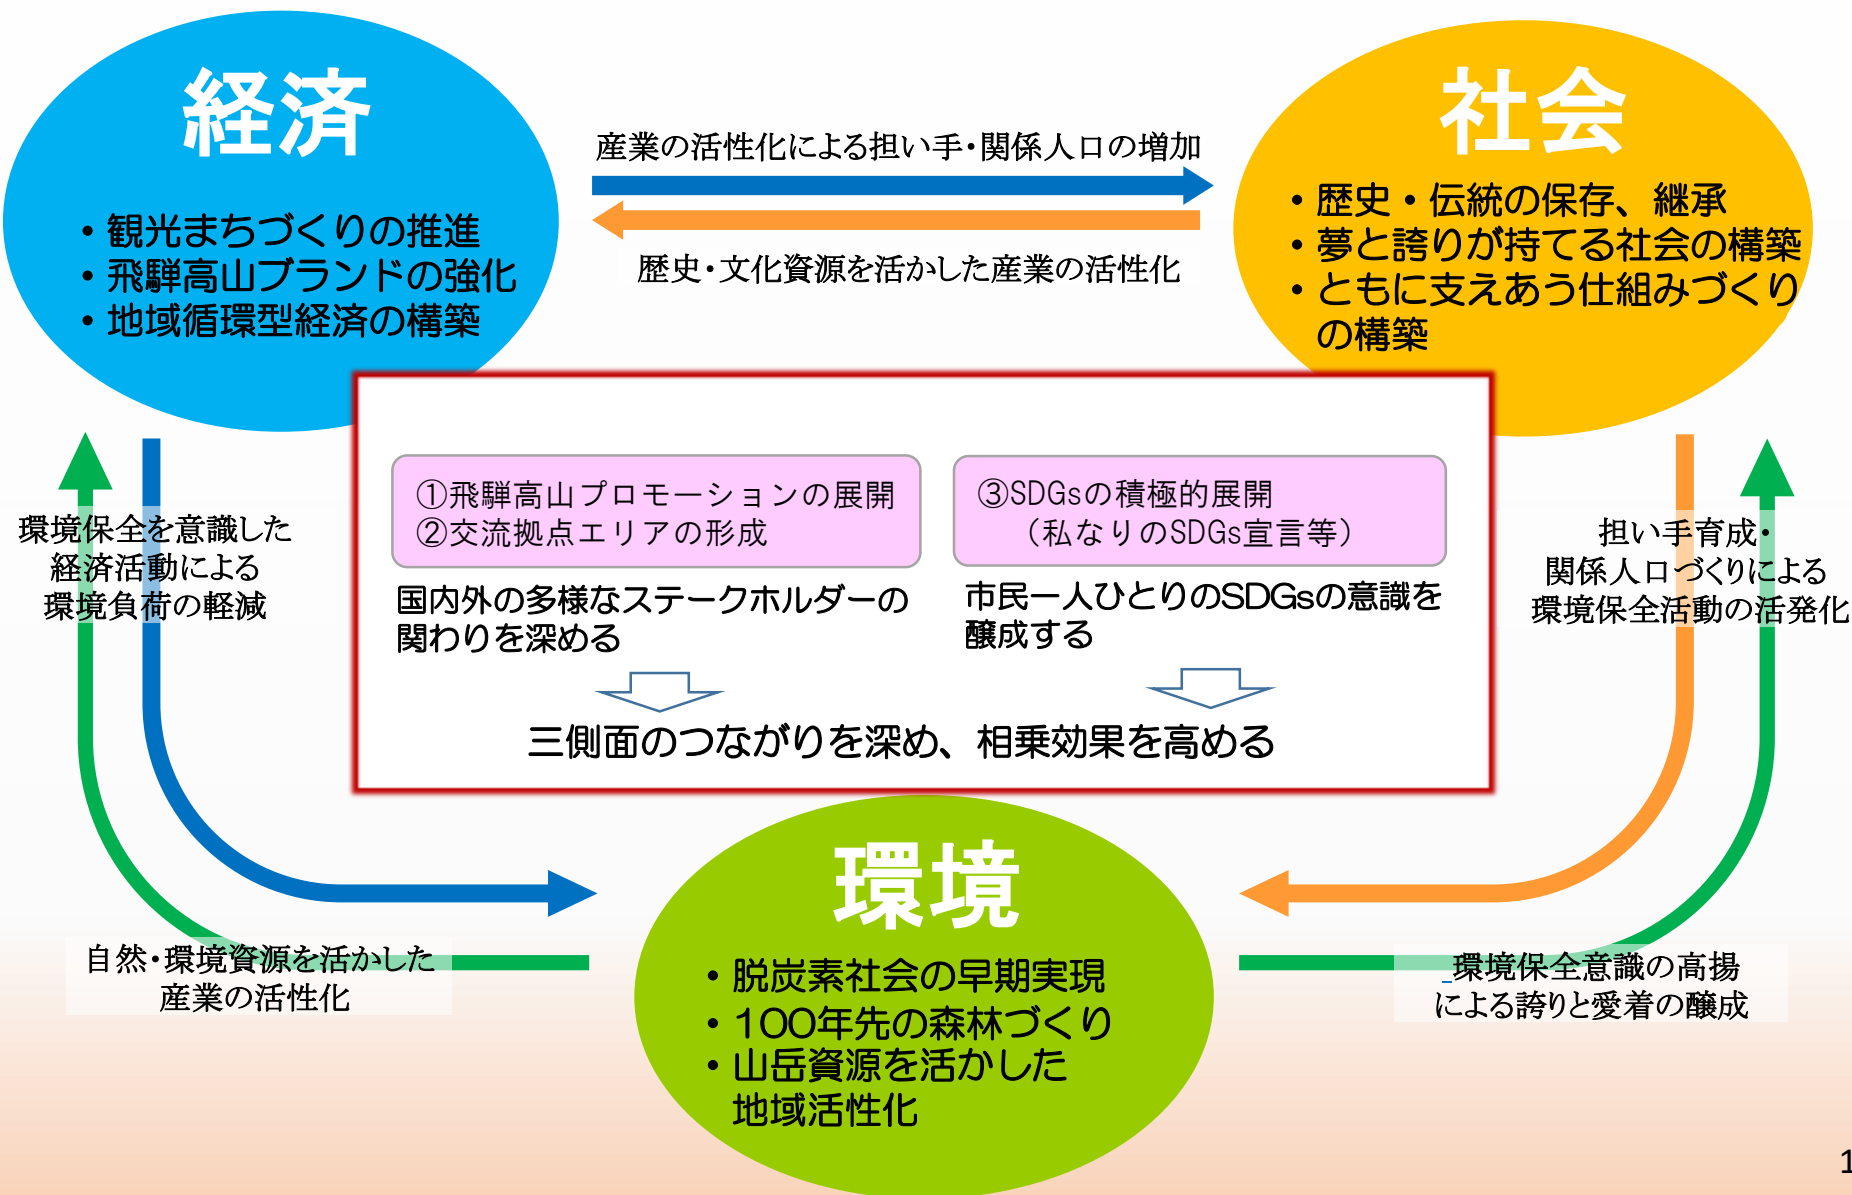 経済
・観光まちづくりの推進
・飛騨高山ブランドの強化
・地域循環型経済の構築
産業の活性化による担い手・関係人口の増加
歴史・文化資源を活かした産業の活性化
社会
・歴史・伝統の保存、継承
・夢と誇りが持てる社会の構築
・ともに支えあう仕組みづくり
の構築
①飛騨高山プロモーションの展開
②交流拠点エリアの形成
国内外の多様なステークホルダーの
関わりを深める
③SDGsの積極的展開
（私なりのSDGs宣言等）
市民一人ひとりのSDGsの意識を
醸成する
三側面のつながりを深め、相乗効果を高める
環境保全を意識した
経済活動による
環境負荷の軽減
担い手育成・
関係人口づくりによる
環境保全活動の活発化
自然・環境資源を活かした
産業の活性化
環境
・脱炭素社会の早期実現
・100年先の森林づくり
・山岳資源を活かした
地域活性化
環境保全意識の高揚
による誇りと愛着の醸成
1